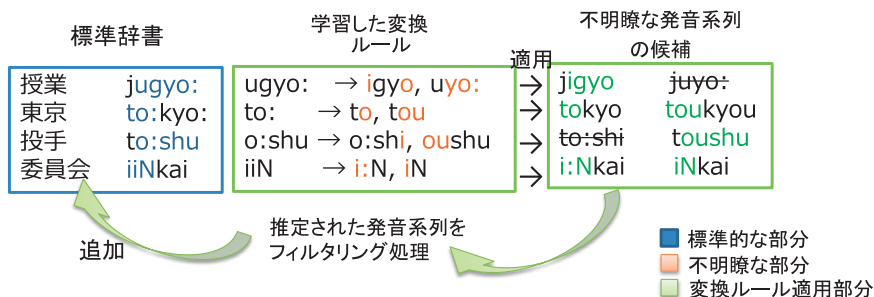 標準辞書
授業 jugyo:
東京 to:kyo:
投手 to:shu
委員会 iiNkai
学習した変換
ルール
ugyo: → igyo, uyo:
to: → to, tou
o:shu → o:shi, oushu
iiN → i:N, iN
適用
→
→
→
→
不明瞭な発音系列
の候補
jigyo juyo:
tokyo toukyou
to:shi toushu
i:Nkai iNkai
追加
推定された発音系列を
フィルタリング処理
標準的な部分
不明瞭な部分
変換ルール適用部分